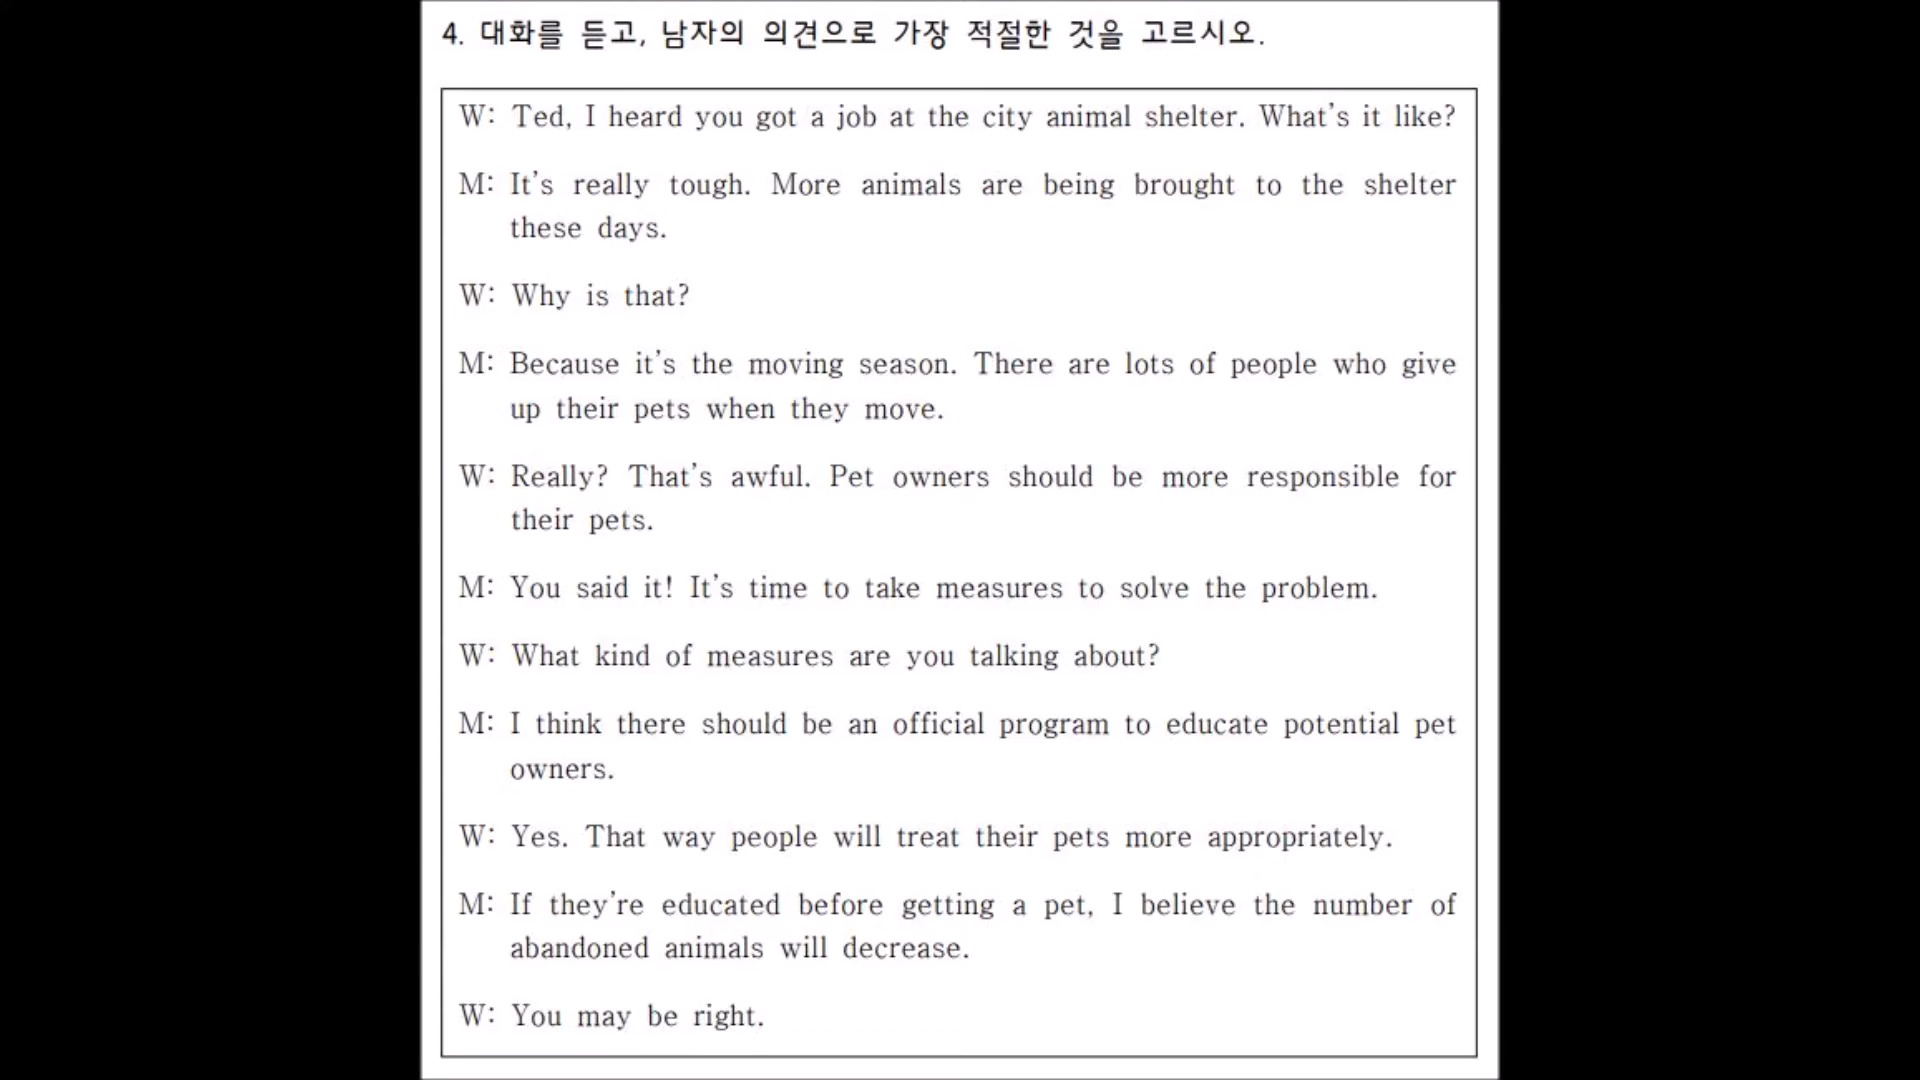 4. 대화를 듣고, 남자의 의견으로 가장 적절한 것을 고르시오.
W: Ted, I heard you got a job at the city animal shelter. What's it like?
M: It's really tough. More animals are being brought to the shelter
these days.
W: Why is that?
M: Because it's the moving season. There are lots of people who give
up their pets when they move.
W: Really? That's awful. Pet owners should be more responsible for
their pets.
M: You said it! It's time to take measures to solve the problem.
W: What kind of measures are you talking about?
M: I think there should be an official program to educate potential pet
owners.
W: Yes. That way people will treat their pets more appropriately.
M: If they're educated before getting a pet, I believe the number of
abandoned animals will decrease.
W: You may be right.